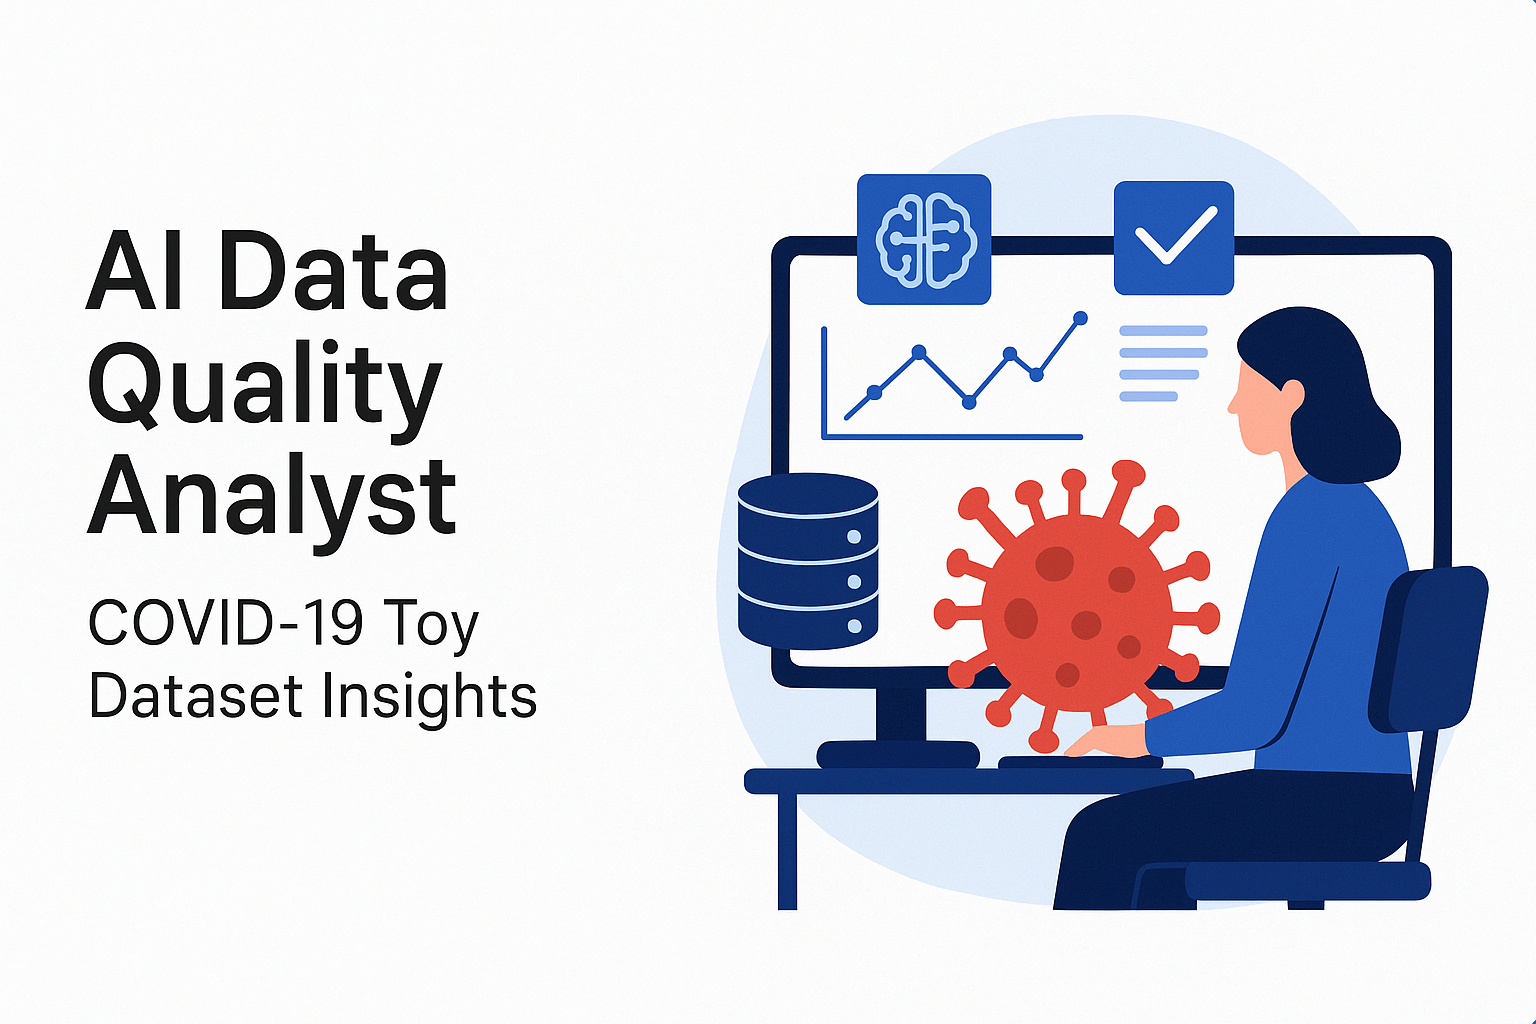 AI Data
Quality
Analyst
COVID-19 Toy
Dataset Insights